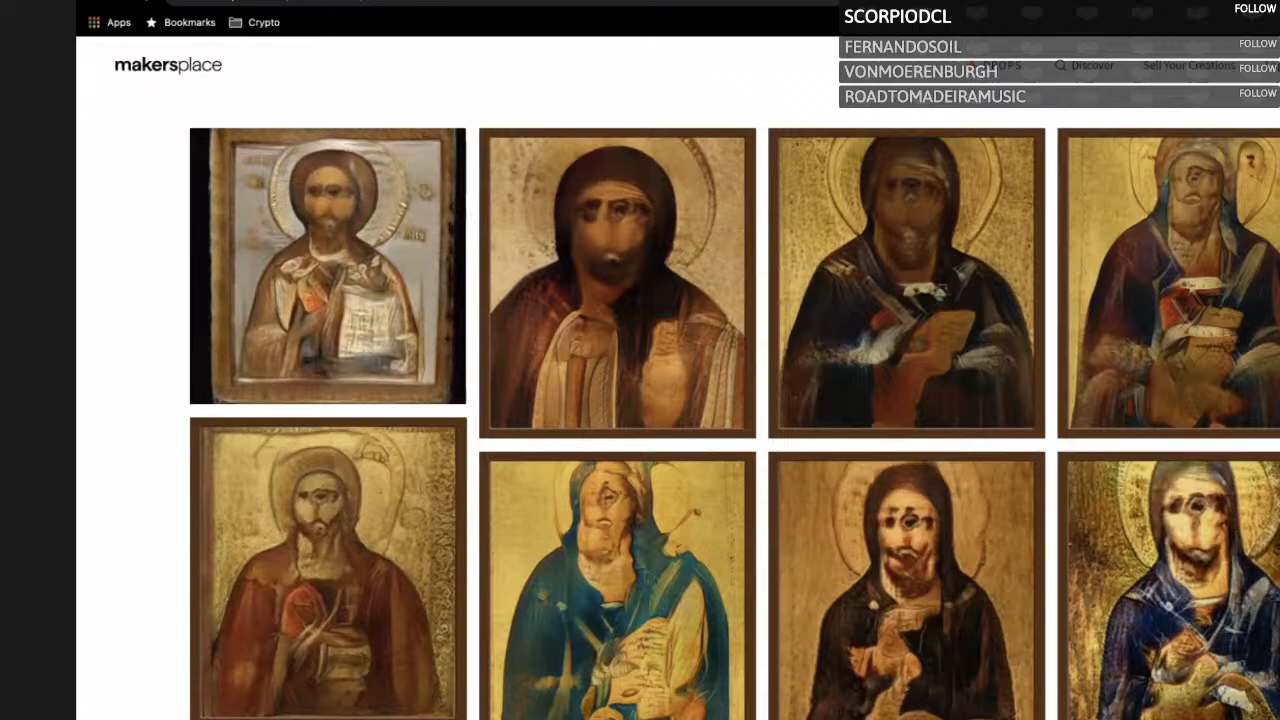 SCORPIODCL FOLLOW
Apps Bookmarks Crypto
FERNANDOSOIL FOLLOW
makersplace
Discover Sell Your Creations
VONMOERENBURGH FOLLOW
ROADTOMADEIRAMUSIC FOLLOW